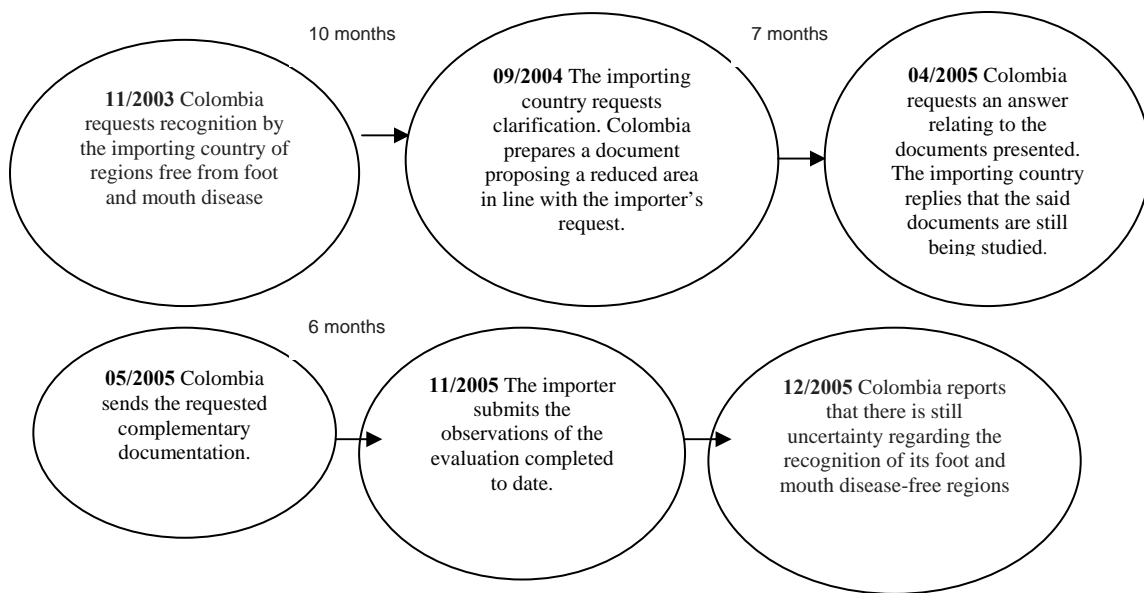 10 months
7 months
11/2003 Colombia
requests recognition by
the importing country of
regions free from foot
and mouth disease
09/2004 The importing
country requests
clarification. Colombia
prepares a document
proposing a reduced area
in line with the importer’s
request.
04/2005 Colombia
requests an answer
relating to the
documents presented.
The importing country
replies that the said
documents are still
being studied.
6 months
05/2005 Colombia
sends the requested
complementary
documentation.
11/2005 The importer
submits the
observations of the
evaluation completed
to date.
12/2005 Colombia reports
that there is still
uncertainty regarding the
recognition of its foot and
mouth disease-free regions